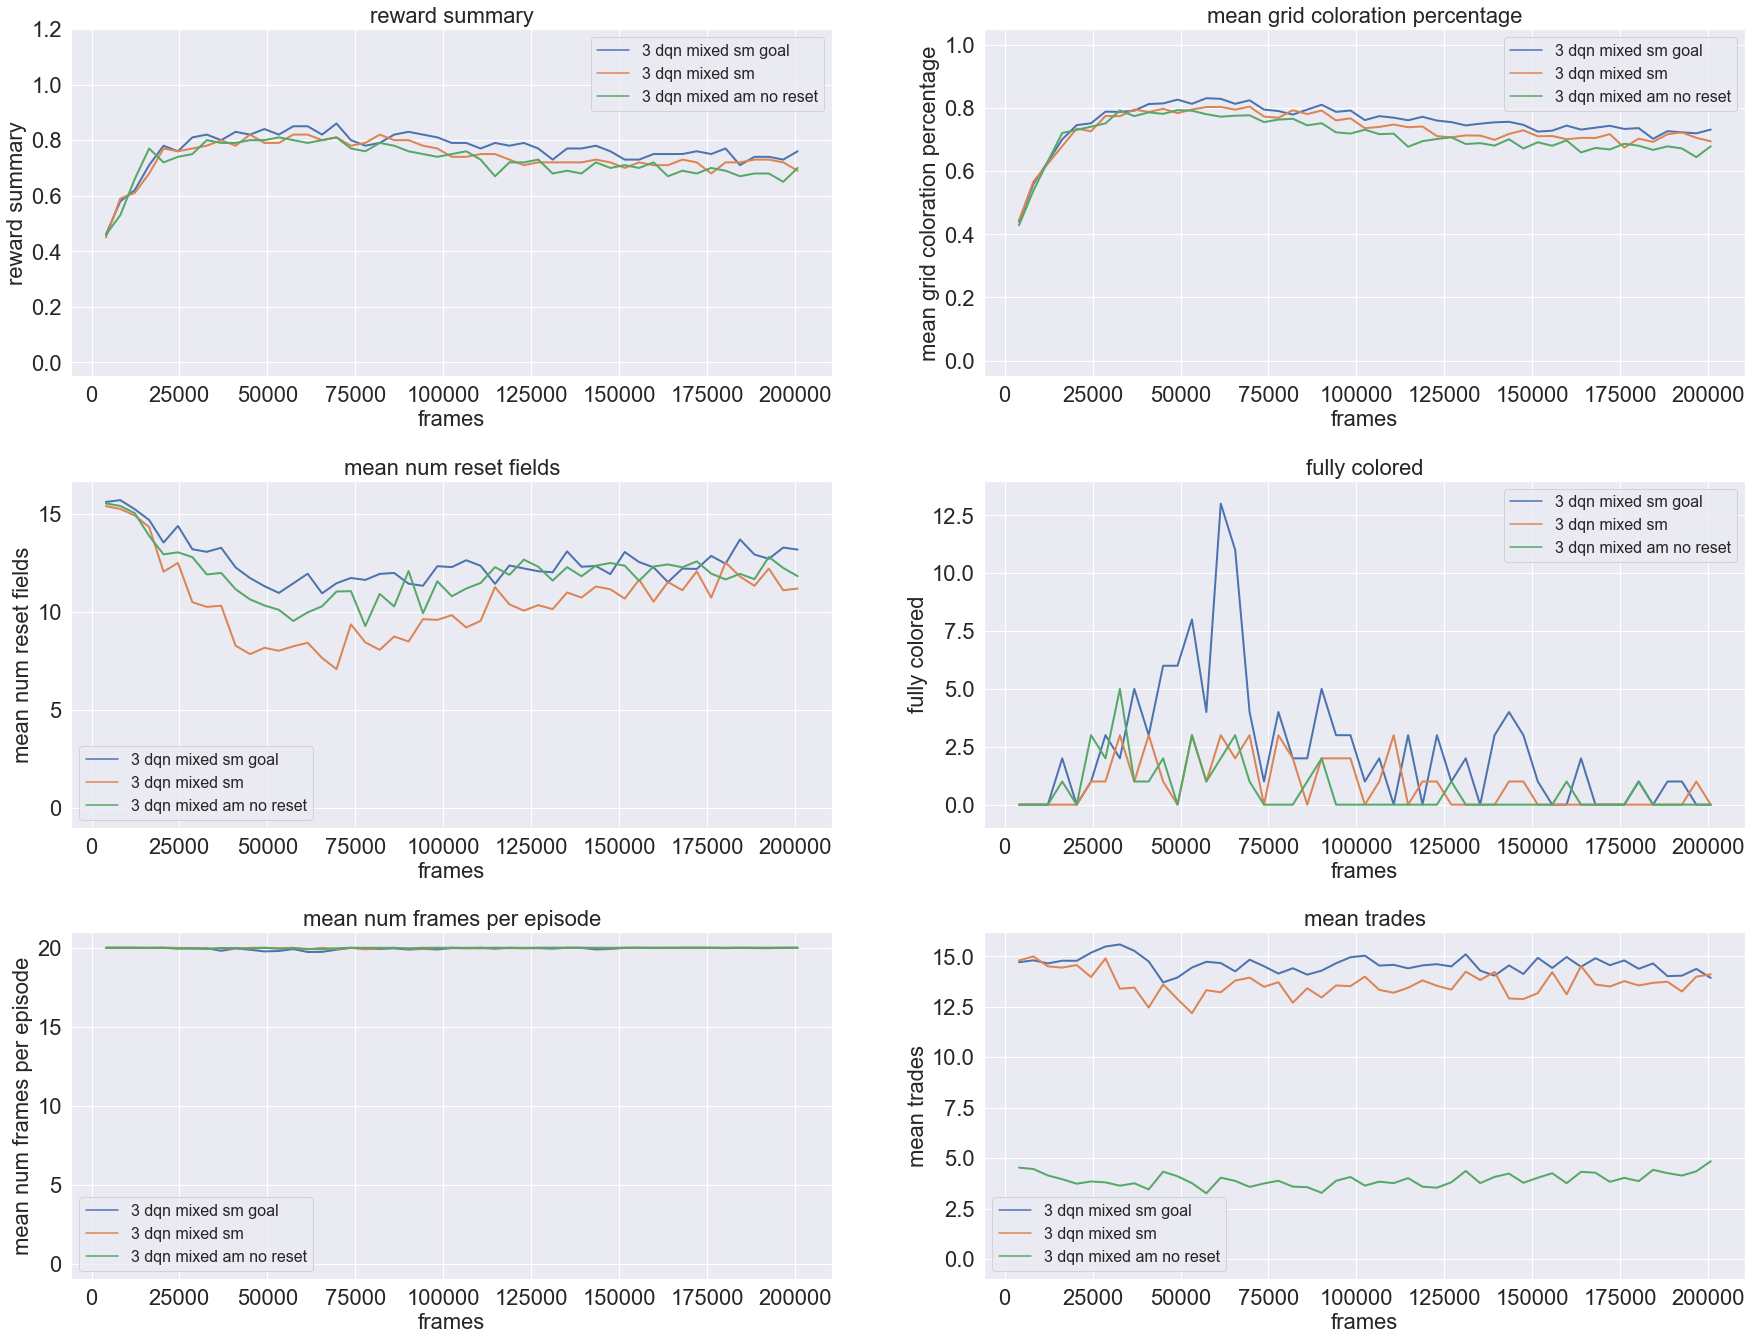 reward summary
1.2
1.0
0.8
0.6
0.4
0.2
0.0
reward summary
3 dqn mixed sm goal
3 dqn mixed sm
3 dqn mixed am no reset
0 25000 50000 75000 100000 125000 150000 175000 200000
frames
mean grid coloration percentage
1.0
0.8
0.6
0.4
0.2
0.0
mean grid coloration percentage
3 dqn mixed sm goal
3 dqn mixed sm
3 dqn mixed am no reset
0 25000 50000 75000 100000 125000 150000 175000 200000
frames
mean num reset fields
15
10
5
0
mean num reset fields
3 dqn mixed sm goal
3 dqn mixed sm
3 dqn mixed am no reset
0 25000 50000 75000 100000 125000 150000 175000 200000
frames
fully colored
12.5
10.0
7.5
5.0
2.5
0.0
fully colored
3 dqn mixed sm goal
3 dqn mixed sm
3 dqn mixed am no reset
0 25000 50000 75000 100000 125000 150000 175000 200000
frames
mean num frames per episode
20
15
10
5
0
mean num frames per episode
3 dqn mixed sm goal
3 dqn mixed sm
3 dqn mixed am no reset
0 25000 50000 75000 100000 125000 150000 175000 200000
frames
mean trades
15.0
12.5
10.0
7.5
5.0
2.5
0.0
mean trades
3 dqn mixed sm goal
3 dqn mixed sm
3 dqn mixed am no reset
0 25000 50000 75000 100000 125000 150000 175000 200000
frames